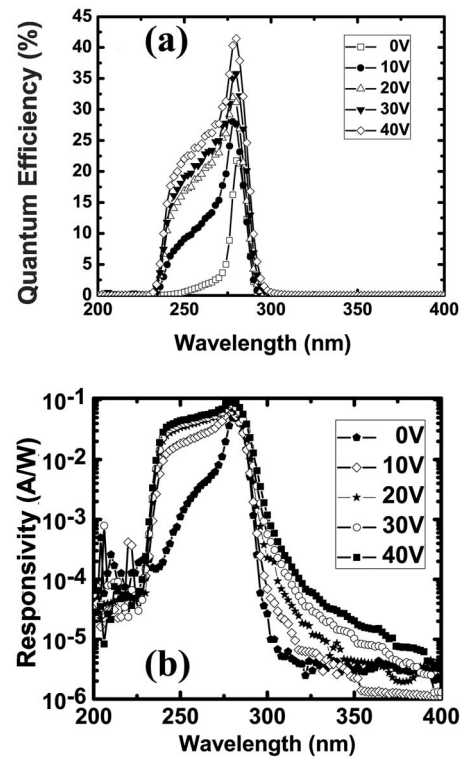 (a)
Quantum Efficiency (%)
45
40
35
30
25
20
15
10
5
0
0V
10V
20V
30V
40V
200 250 300 350 400
Wavelength (nm)
Responsivity (A/W)
10-1
10-2
10-3
10-4
10-5
10-6
0V
10V
20V
30V
40V
(b)
200 250 300 350 400
Wavelength (nm)